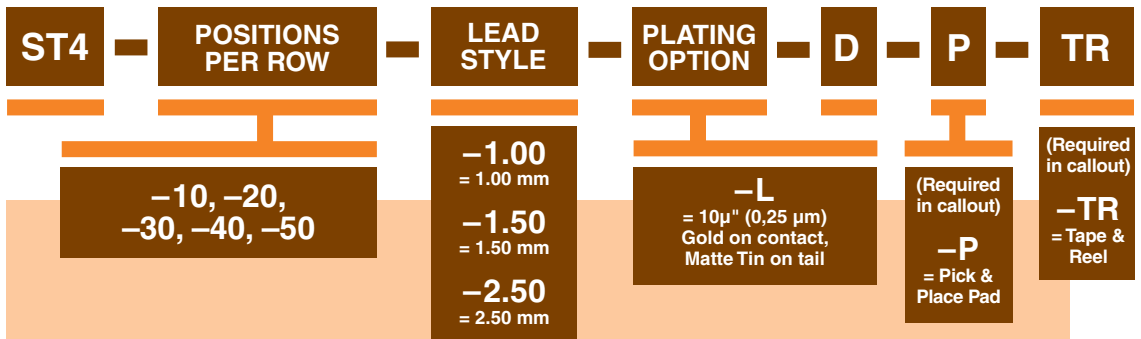 ST4 – POSITIONS PER ROW – LEAD STYLE – PLATING OPTION – D – P – TR
–10, –20,
–30, –40, –50
–1.00
= 1.00 mm
–1.50
= 1.50 mm
–2.50
= 2.50 mm
–L
= 10µ" (0,25 µm)
Gold on contact,
Matte Tin on tail
(Required
in callout)
–P
= Pick &
Place Pad
(Required
in callout)
–TR
= Tape &
Reel